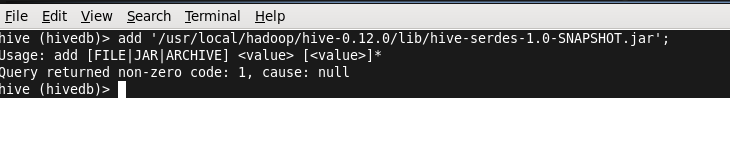 File Edit View Search Terminal Help
hive (hivedb)> add '/usr/local/hadoop/hive-0.12.0/lib/hive-serdes-1.0-SNAPSHOT.jar';
Usage: add [FILE|JAR|ARCHIVE] <value> [<value>]*
Query returned non-zero code: 1, cause: null
hive (hivedb)>